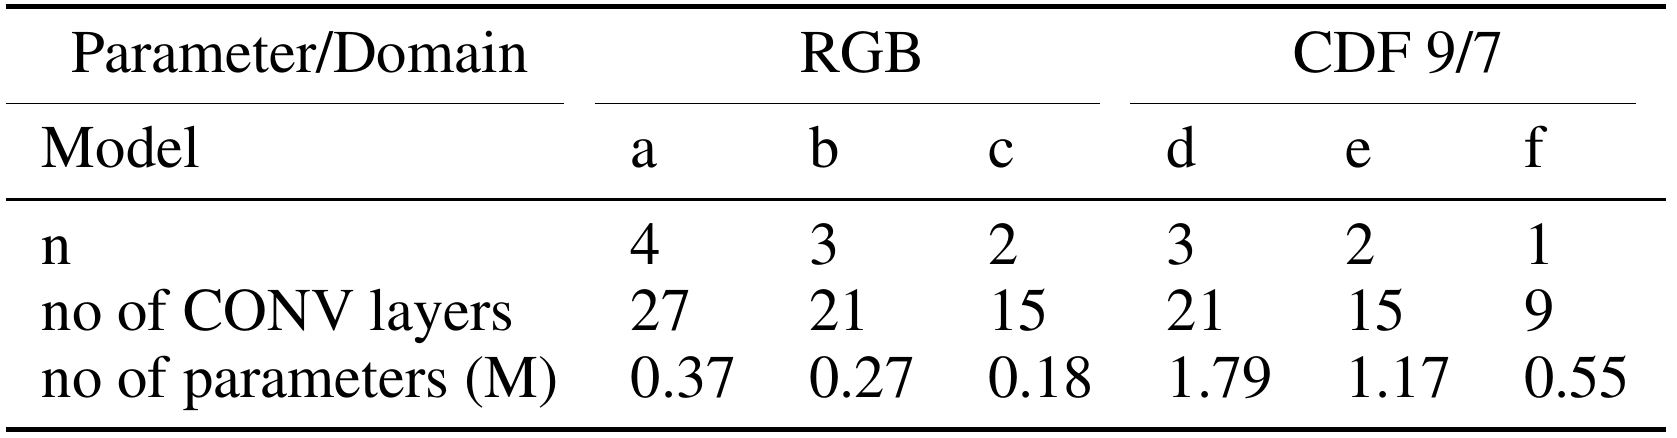 Parameter/Domain RGB CDF 9/7
Model a b c d e f
n 4 3 2 3 2 1
no of CONV layers 27 21 15 21 15 9
no of parameters (M) 0.37 0.27 0.18 1.79 1.17 0.55